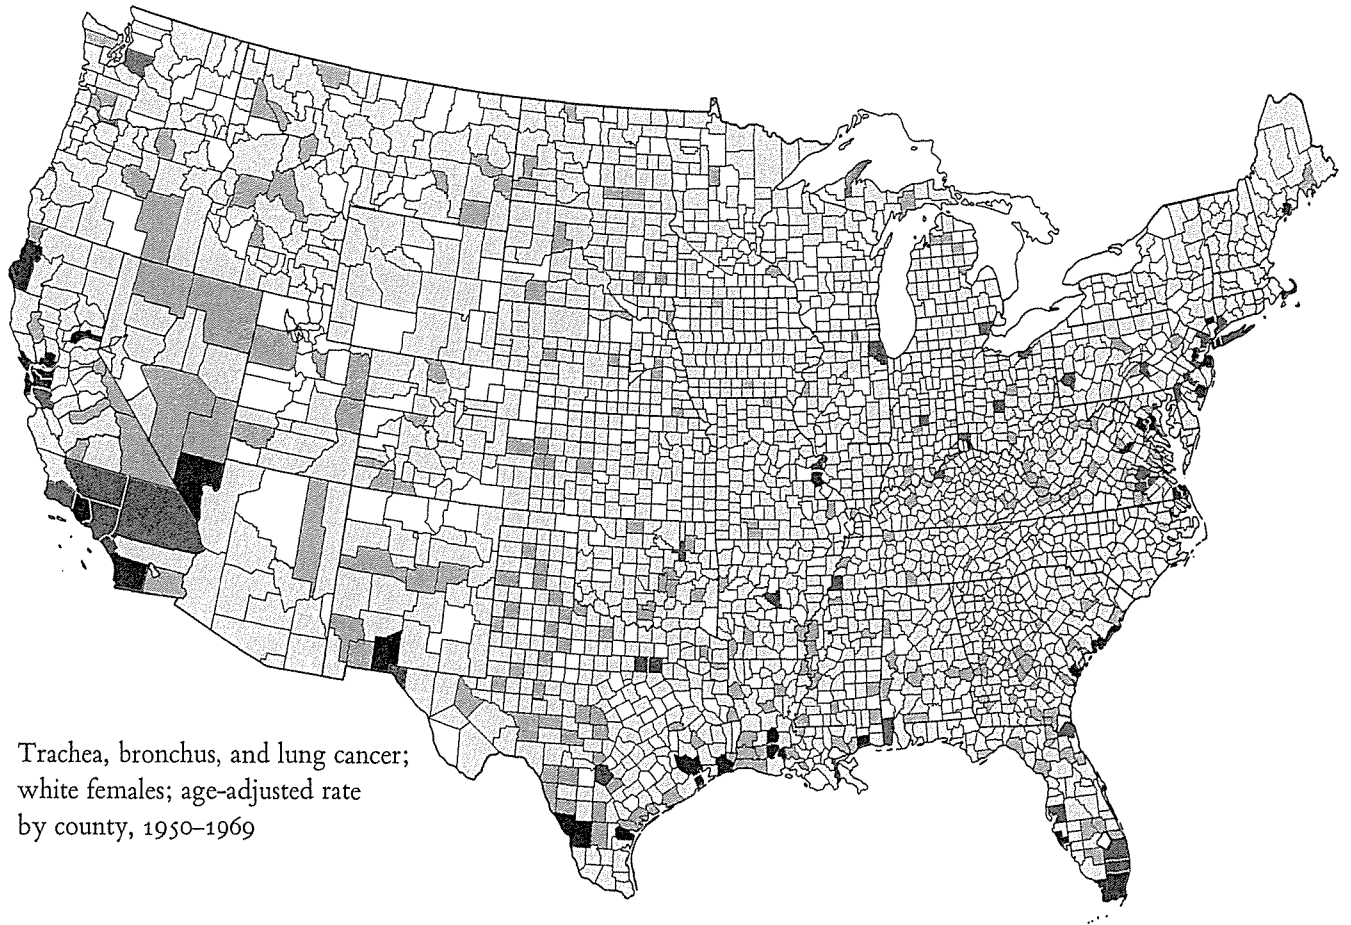 Trachea, bronchus, and lung cancer;
white females; age-adjusted rate
by county, 1950–1969